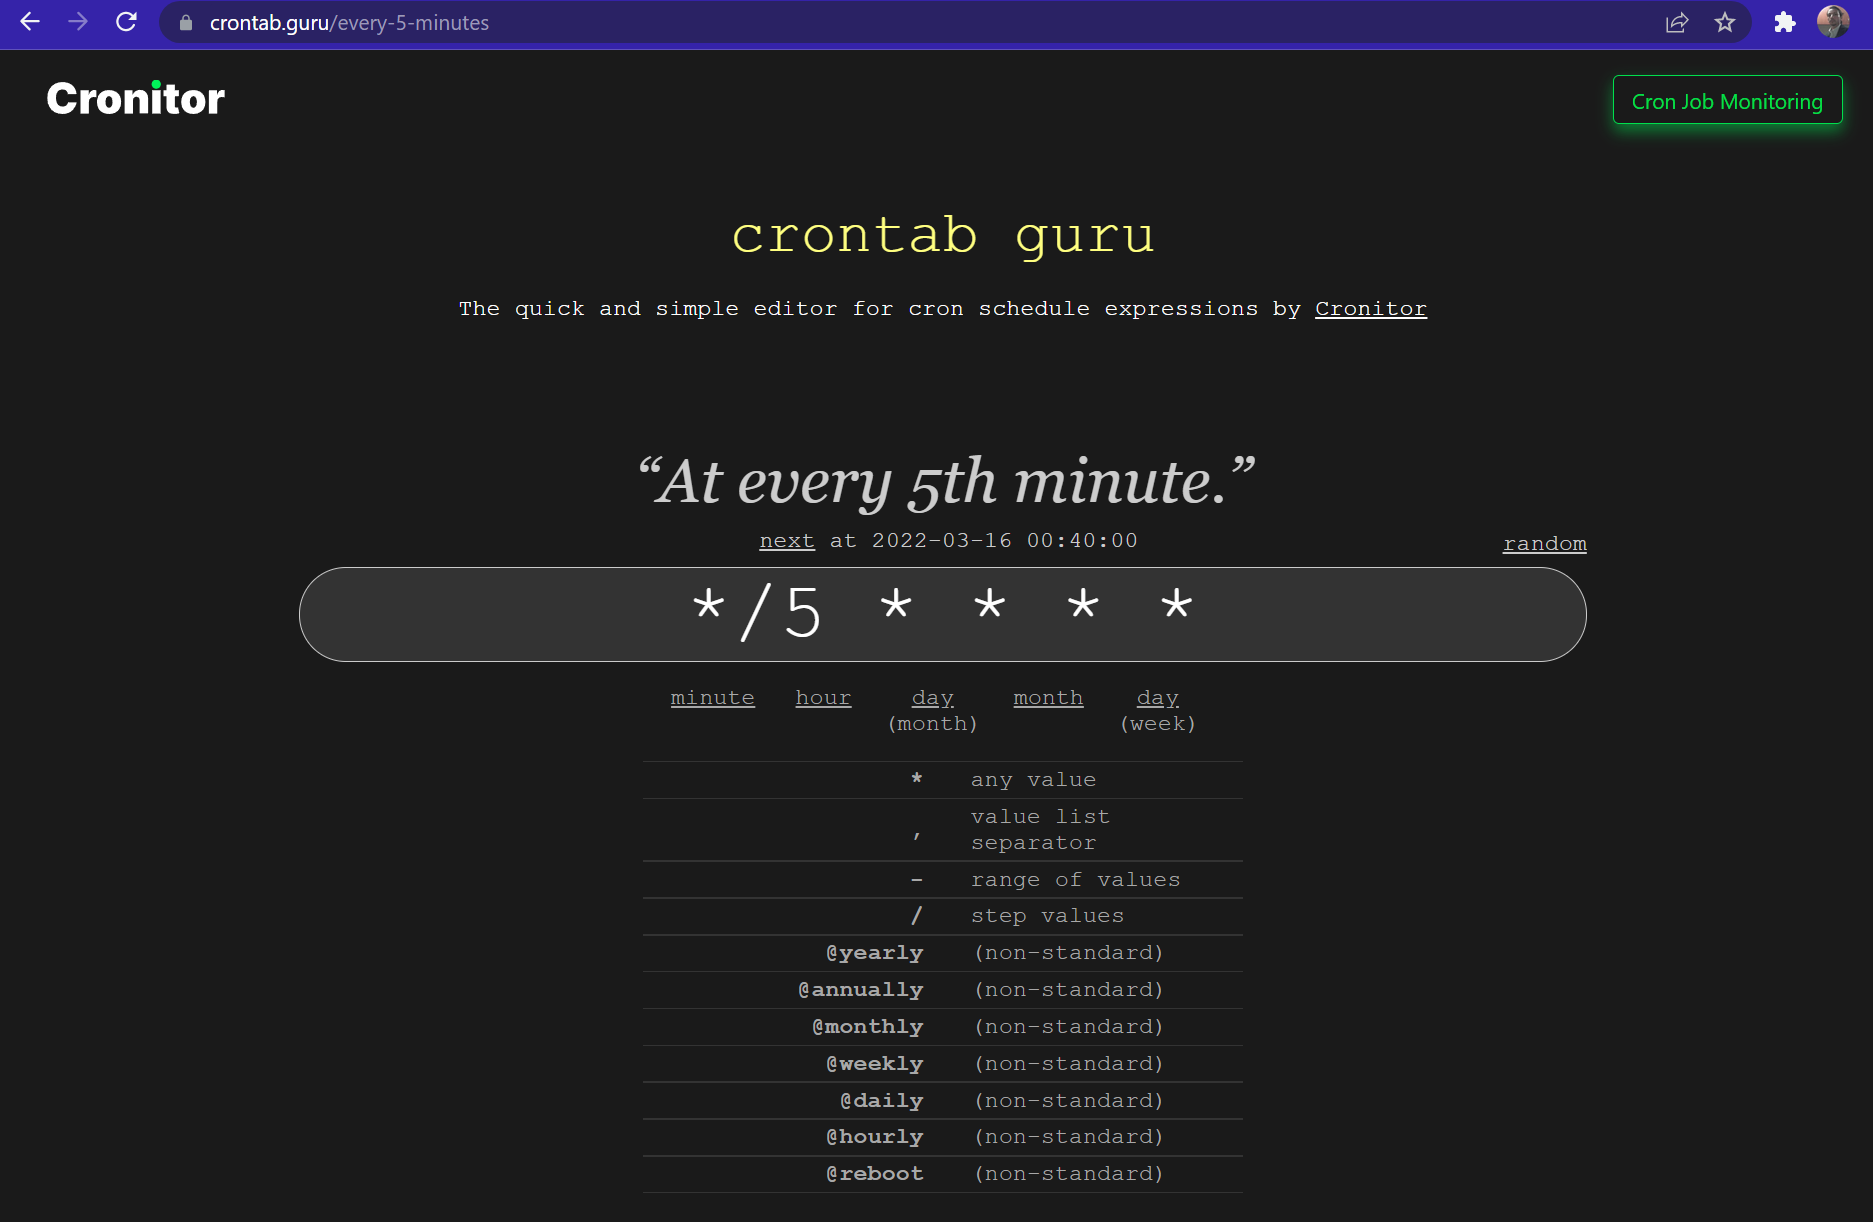 crontab.guru/every-5-minutes
Cronitor
Cron Job Monitoring
crontab guru
The quick and simple editor for cron schedule expressions by Cronitor
“At every 5th minute.”
next at 2022-03-16 00:40:00
random
*/5 * * * *
minute hour day (month) month day (week)
* any value
, value list
separator
- range of values
/ step values
@yearly (non-standard)
@annually (non-standard)
@monthly (non-standard)
@weekly (non-standard)
@daily (non-standard)
@hourly (non-standard)
@reboot (non-standard)